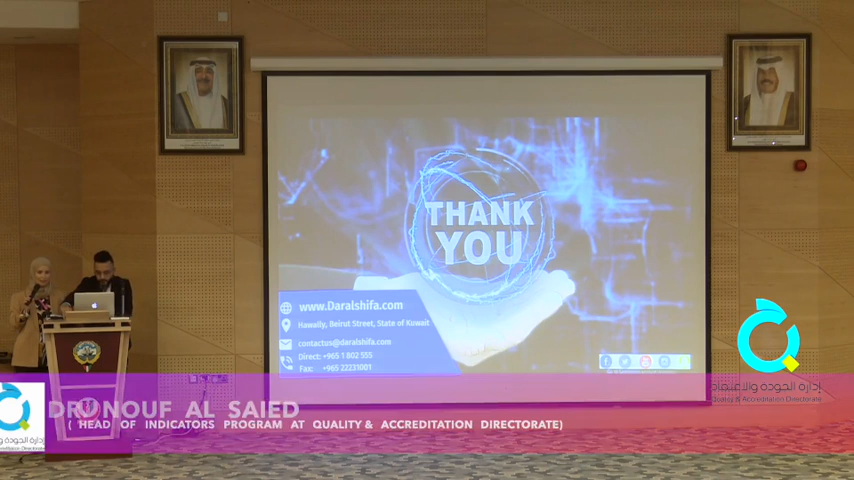 THANK
YOU
www.Daralshifa.com
Hawally, Beirut Street, State of Kuwait
contactus@daralshifa.com
Direct: +965 1 802 555
Fax: +965 22231001
إدارة الجودة والاعتماد
Quality & Accreditation Directorate
DR NOUF AL SAIED
( HEAD OF INDICATORS PROGRAM AT QUALITY & ACCREDITATION DIRECTORATE)